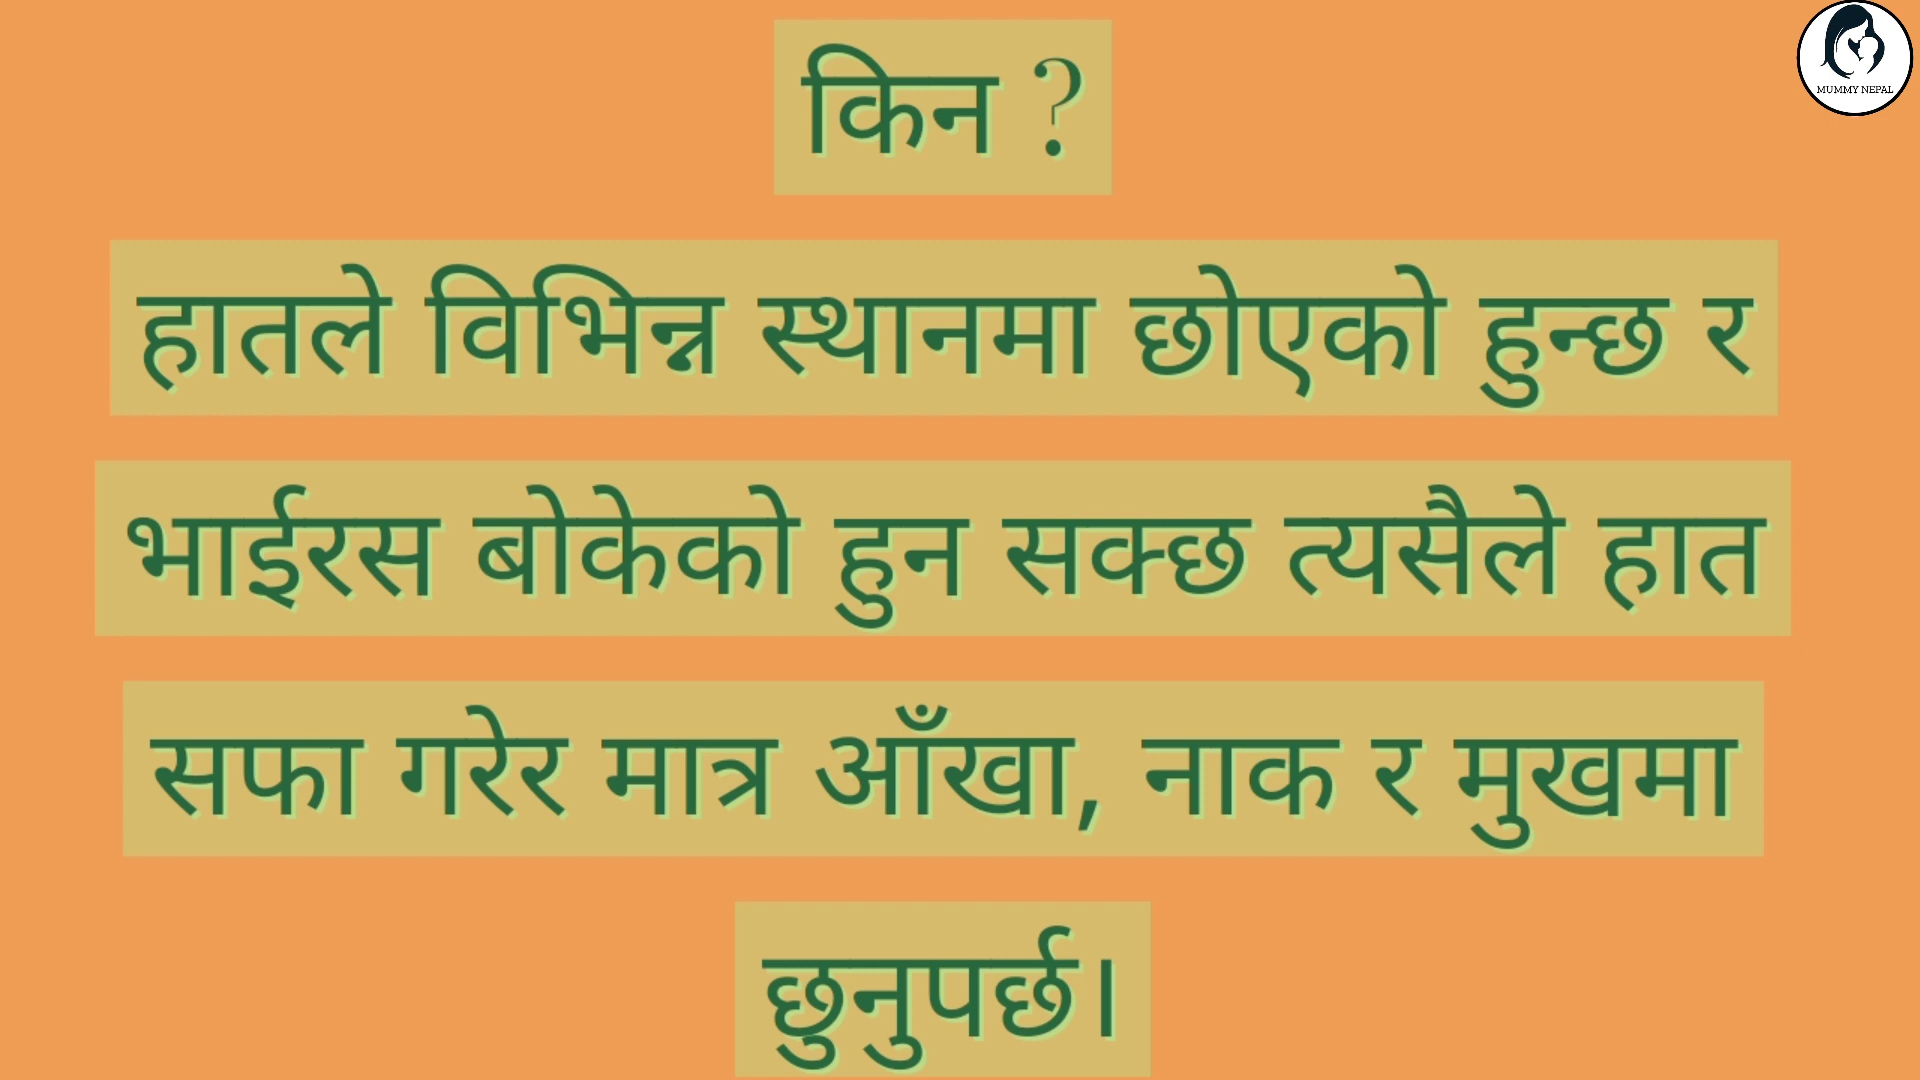 किन ?
MUMMY NEPAL
हातले विभिन्न स्थानमा छोएको हुन्छ र
भाईरस बोकेको हुन सक्छ त्यसैले हात
सफा गरेर मात्र आँखा, नाक र मुखमा
छुनुपर्छ।